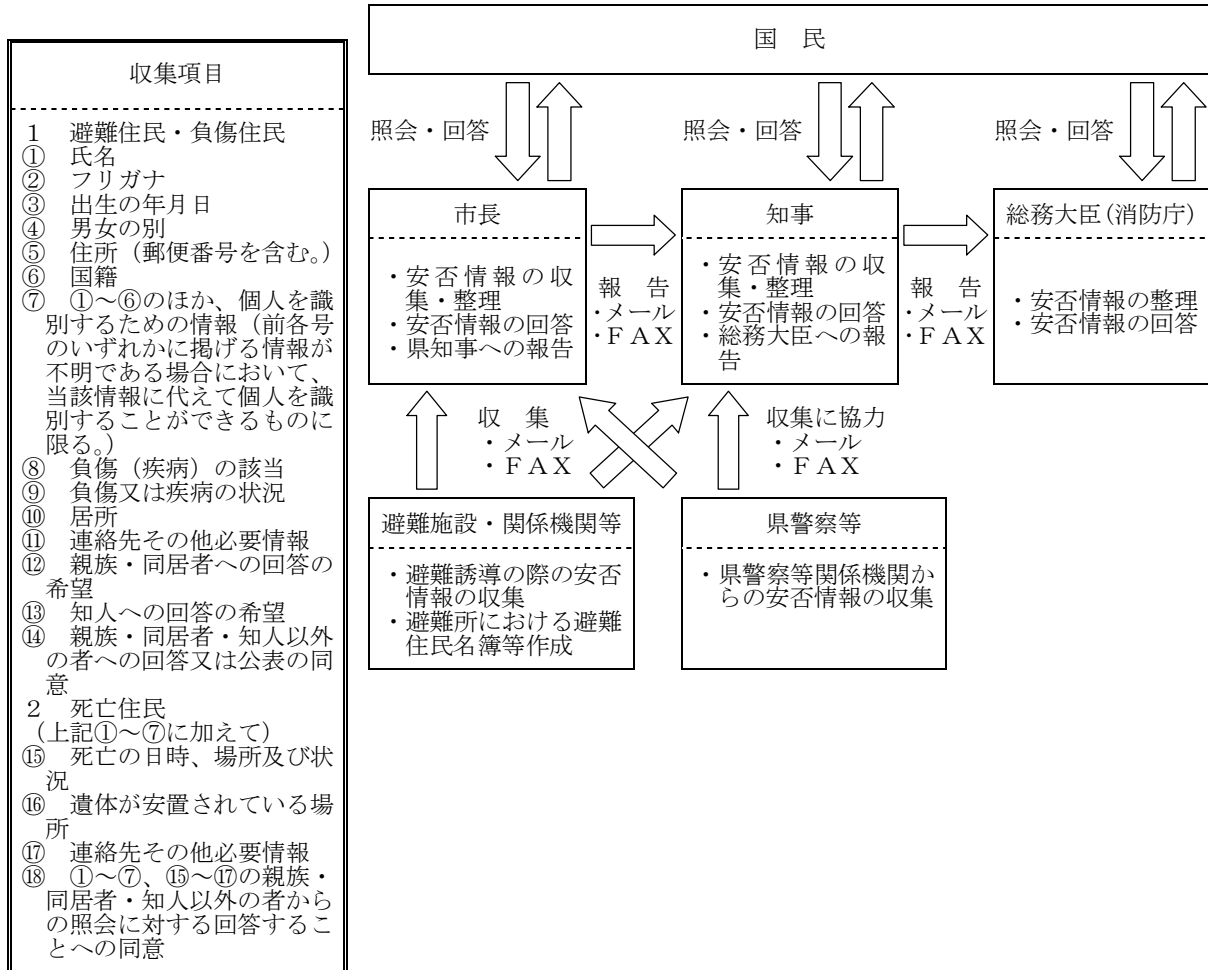 収集項目
1 避難住民・負傷住民
① 氏名
② フリガナ
③ 出生の年月日
④ 男女の別
⑤ 住所（郵便番号を含む。）
⑥ 国籍
⑦ ①～⑥のほか、個人を識
別するための情報（前各号
のいずれかに掲げる情報が
不明である場合において、
当該情報に代えて個人を識
別することができるものに
限る。）
⑧ 負傷（疾病）の該当
⑨ 負傷又は疾病の状況
⑩ 居所
⑪ 連絡先その他必要情報
⑫ 親族・同居者への回答の
希望
⑬ 知人への回答の希望
⑭ 親族・同居者・知人以外
の者への回答又は公表の同
意
2 死亡住民
（上記①～⑦に加えて）
⑮ 死亡の日時、場所及び状
況
⑯ 遺体が安置されている場
所
⑰ 連絡先その他必要情報
⑱ ①～⑦、⑮～⑰の親族・
同居者・知人以外の者から
の照会に対する回答するこ
とへの同意
国 民
照会・回答
照会・回答
照会・回答
市長
・安否情報の収
集・整理
・安否情報の回答
・県知事への報告
報 告
・メール
・ＦＡＸ
知事
・安否情報の収
集・整理
・安否情報の回答
・総務大臣への報
告
報 告
・メール
・ＦＡＸ
総務大臣（消防庁）
・安否情報の整理
・安否情報の回答
収 集
・メール
・ＦＡＸ
収集に協力
・メール
・ＦＡＸ
避難施設・関係機関等
・避難誘導の際の安否
情報の収集
・避難所における避難
住民名簿等作成
県警察等
・県警察等関係機関か
らの安否情報の収集